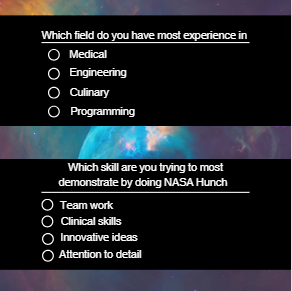 Which field do you have most experience in
Medical
Engineering
Culinary
Programming
Which skill are you trying to most
demonstrate by doing NASA Hunch
Team work
Clinical skills
Innovative ideas
Attention to detail